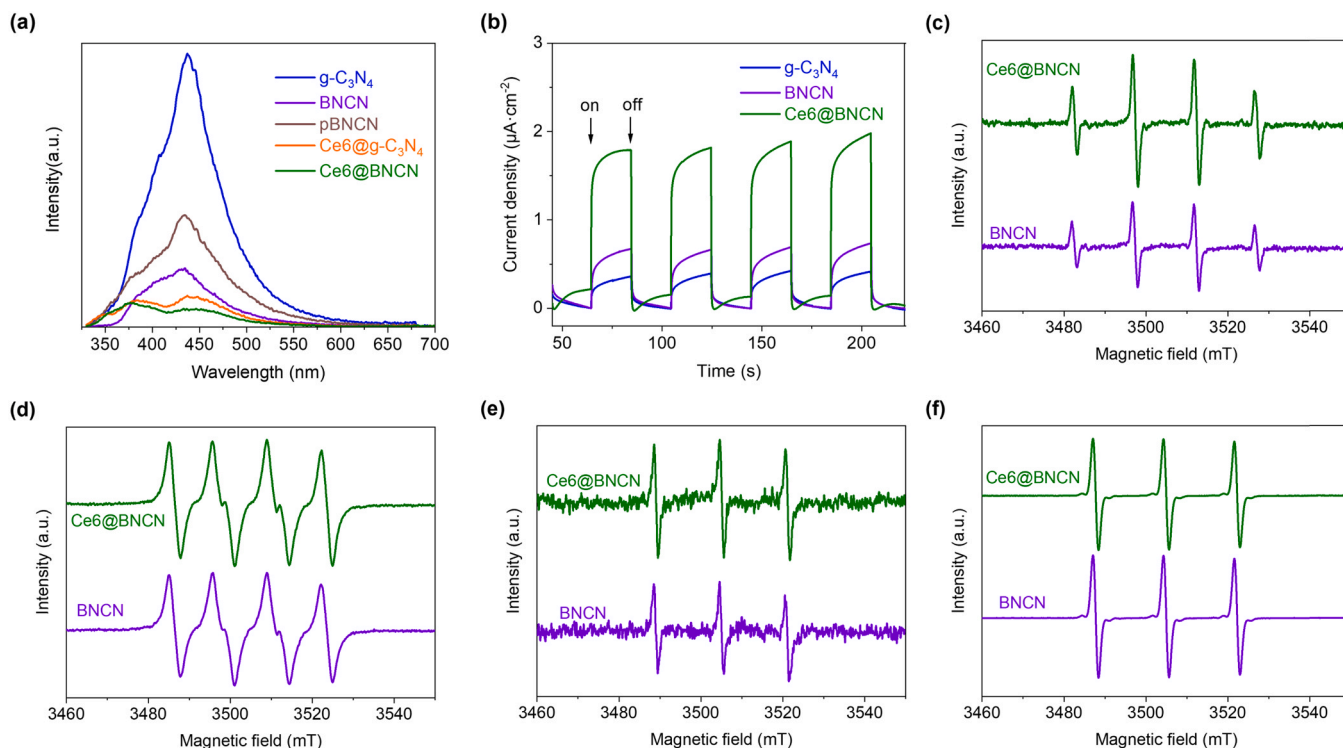 (a)
Intensity(a.u.)
g-C₃N₄
BNCN
pBNCN
Ce6@g-C₃N₄
Ce6@BNCN
350 400 450 500 550 600 650 700
Wavelength (nm)
(b)
Current density (μA·cm⁻²)
3
2
1
0
on
off
g-C₃N₄
BNCN
Ce6@BNCN
50 100 150 200
Time (s)
(c)
Intensity (a.u.)
Ce6@BNCN
BNCN
3460 3480 3500 3520 3540
Magnetic field (mT)
(d)
Intensity (a.u.)
Ce6@BNCN
BNCN
3460 3480 3500 3520 3540
Magnetic field (mT)
(e)
Intensity (a.u.)
Ce6@BNCN
BNCN
3460 3480 3500 3520 3540
Magnetic field (mT)
(f)
Intensity (a.u.)
Ce6@BNCN
BNCN
3460 3480 3500 3520 3540
Magnetic field (mT)